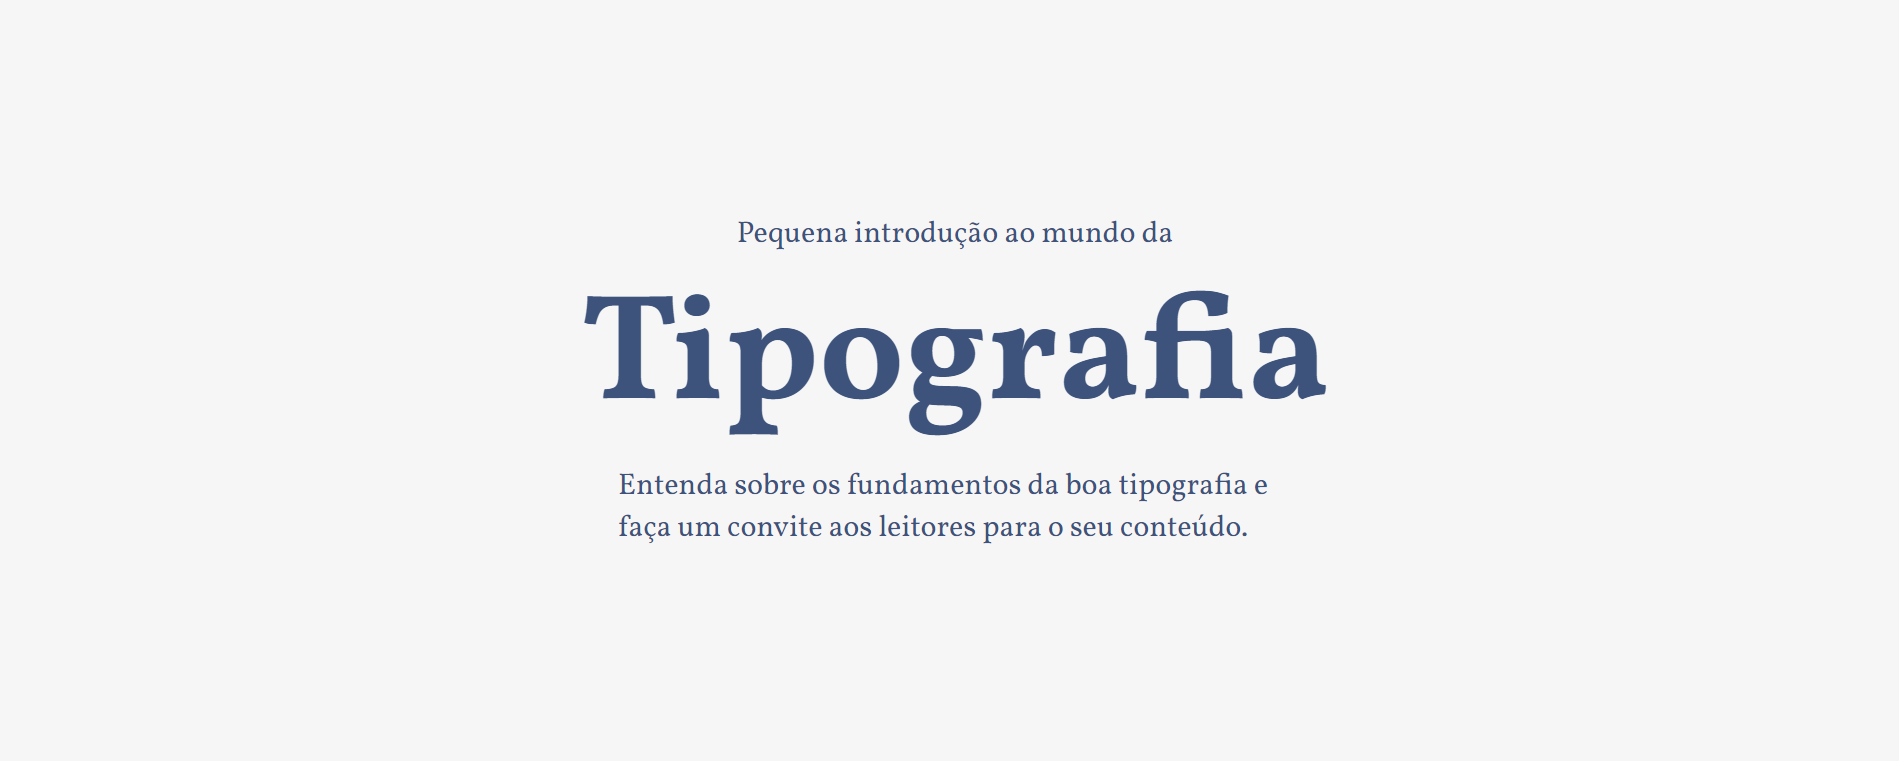 Pequena introdução ao mundo da
Tipografia
Entenda sobre os fundamentos da boa tipografia e
faça um convite aos leitores para o seu conteúdo.